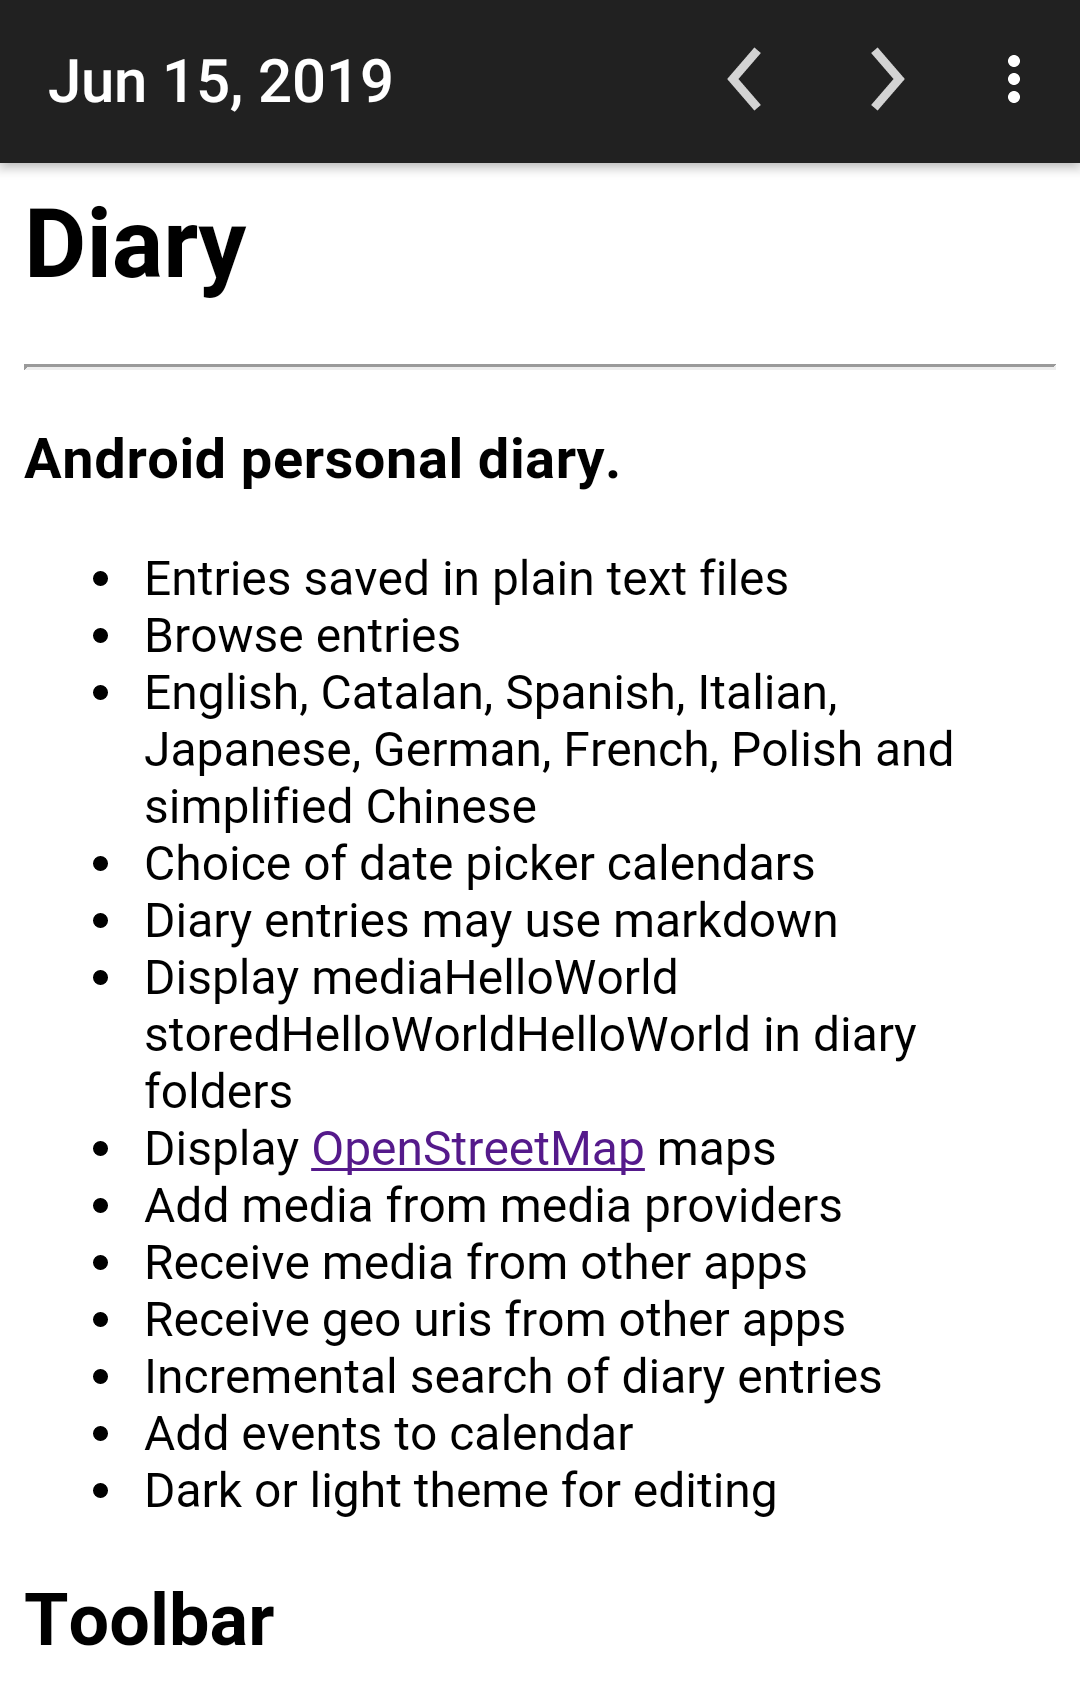 Jun 15, 2019
Diary
Android personal diary.
Entries saved in plain text files
Browse entries
English, Catalan, Spanish, Italian,
Japanese, German, French, Polish and
simplified Chinese
Choice of date picker calendars
Diary entries may use markdown
Display mediaHelloWorld
storedHelloWorldHelloWorld in diary
folders
Display OpenStreetMap maps
Add media from media providers
Receive media from other apps
Receive geo uris from other apps
Incremental search of diary entries
Add events to calendar
Dark or light theme for editing
Toolbar